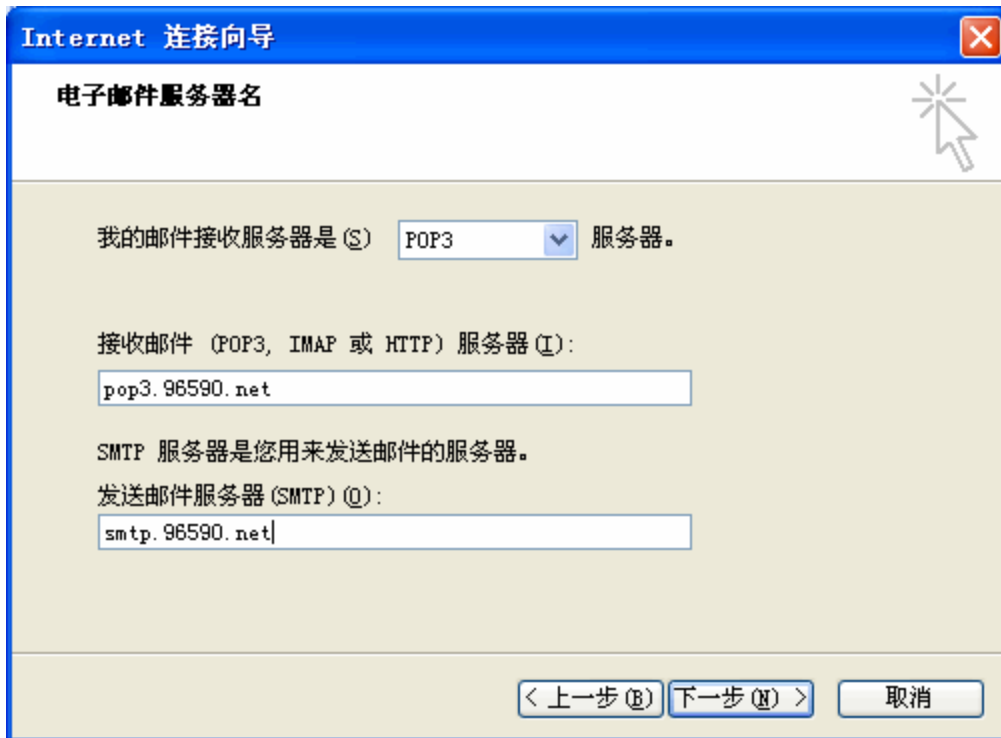 Internet 连接向导
电子邮件服务器名
我的邮件接收服务器是(S) POP3 服务器。
接收邮件 (POP3, IMAP 或 HTTP) 服务器(I):
pop3.96590.net
SMTP 服务器是您用来发送邮件的服务器。
发送邮件服务器(SMTP)(O):
smtp.96590.net
< 上一步(B) 下一步(N) > 取消